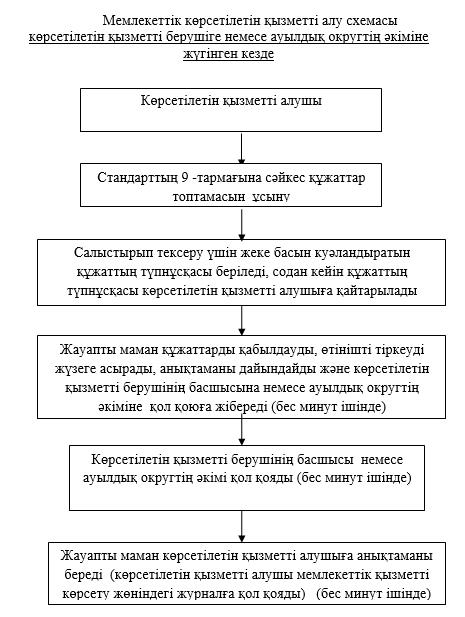 Мемлекеттік көрсетілетін қызметті алу схемасы
көрсетілетін қызметті берушіге немесе ауылдық округтің әкіміне
жүгінген кезде
Көрсетілетін қызметті алушы
Стандарттың 9 -тармағына сәйкес құжаттар
топтамасын ұсыну
Салыстырып тексеру үшін жеке басын куәландыратын
құжаттың түпнұсқасы беріледі, содан кейін құжаттың
түпнұсқасы көрсетілетін қызметті алушыға қайтарылады
Жауапты маман құжаттарды қабылдауды, өтінішті тіркеуді
жүзеге асырады, анықтаманы дайындайды және көрсетілетін
қызметті берушінің басшысына немесе ауылдық округтің
әкіміне қол қоюға жібереді (бес минут ішінде)
Көрсетілетін қызметті берушінің басшысы немесе
ауылдық округтің әкімі қол қояды (бес минут ішінде)
Жауапты маман көрсетілетін қызметті алушыға анықтаманы
береді (көрсетілетін қызметті алушы мемлекеттік қызметті
көрсету жөніндегі журналға қол қояды) (бес минут ішінде)